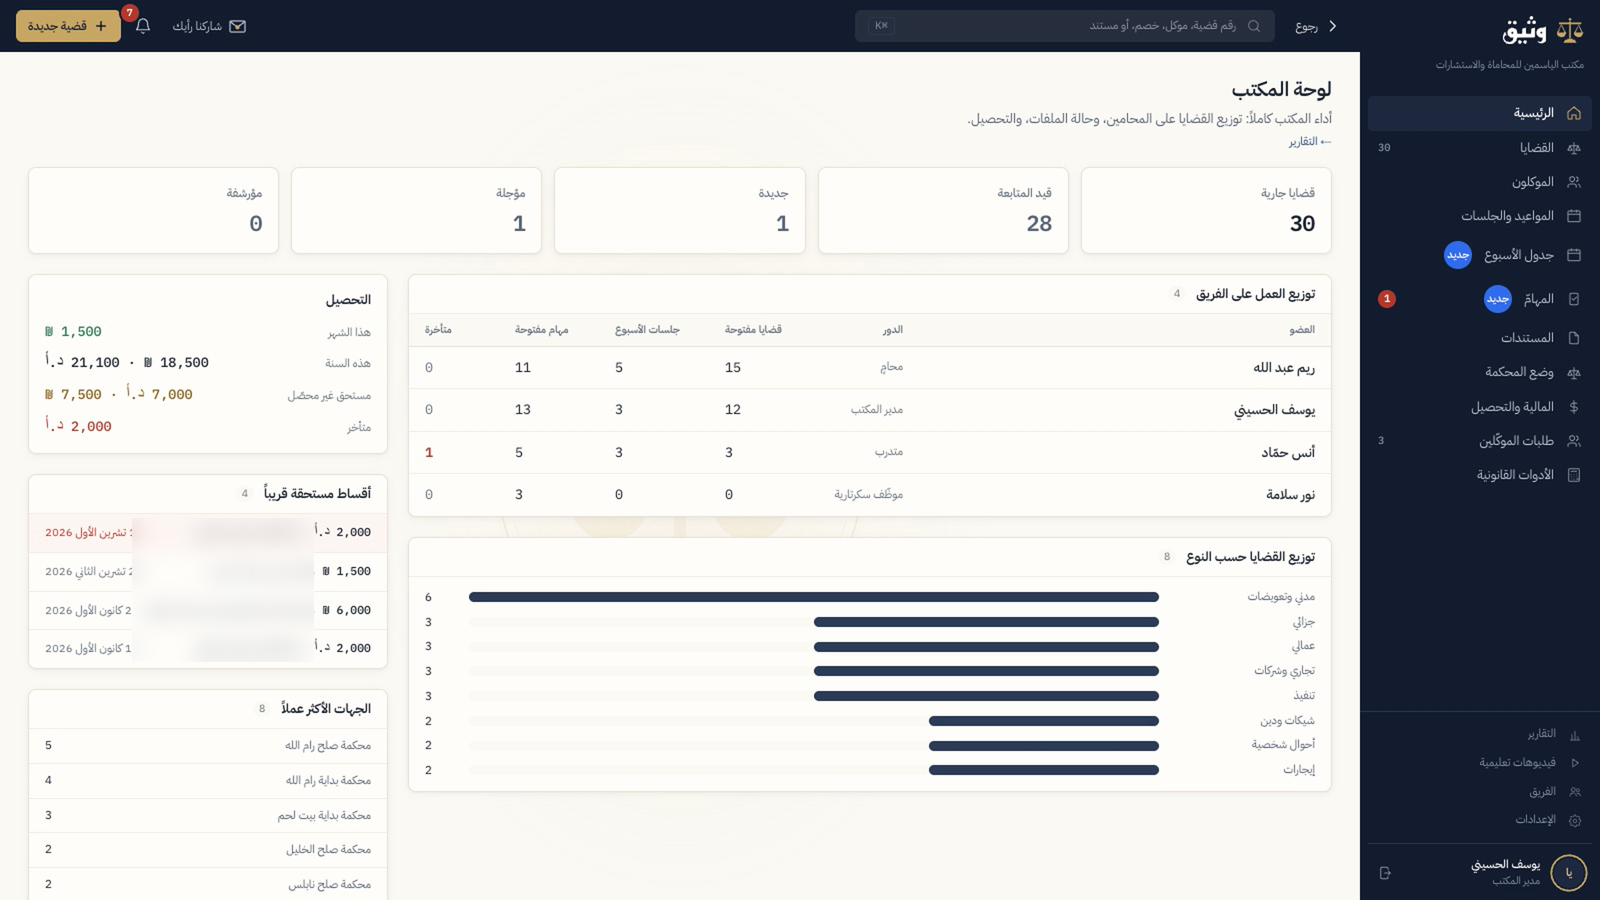 وثيق
مكتب الياسمين للمحاماة والاستشارات
الرئيسية
القضايا 30
الموكلون
المواعيد والجلسات
جدول الأسبوع جديد
المهامّ جديد 1
المستندات
وضع المحكمة
المالية والتحصيل
طلبات الموكّلين 3
الأدوات القانونية
التقارير
فيديوهات تعليمية
الفريق
الإعدادات
يوسف الحسيني
مدير المكتب
يا
رجوع
رقم قضية، موكل، خصم، أو مستند
شاركنا رأيك
7
+ قضية جديدة
لوحة المكتب
أداء المكتب كاملاً: توزيع القضايا على المحامين، وحالة الملفات، والتحصيل.
← التقارير
قضايا جارية
30
قيد المتابعة
28
جديدة
1
مؤجلة
1
مؤرشفة
0
توزيع العمل على الفريق 4
العضو الدور قضايا مفتوحة جلسات الأسبوع مهام مفتوحة متأخرة
ريم عبد الله محامٍ 15 5 11 0
يوسف الحسيني مدير المكتب 12 3 13 0
أنس حمّاد متدرب 3 3 5 1
نور سلامة موظّف سكرتارية 0 0 3 0
توزيع القضايا حسب النوع 8
مدني وتعويضات 6
جزائي 3
عمالي 3
تجاري وشركات 3
تنفيذ 3
شيكات ودين 2
أحوال شخصية 2
إيجارات 2
التحصيل
هذا الشهر 1,500 ₪
هذه السنة 18,500 ₪ · 21,100 د.أ
مستحق غير محصّل 7,000 د.أ · 7,500 ₪
متأخر 2,000 د.أ
أقساط مستحقة قريباً 4
2,000 د.أ تشرين الأول 2026
1,500 ₪ تشرين الثاني 2026
6,000 ₪ كانون الأول 2026
2,000 د.أ كانون الأول 2026
الجهات الأكثر عملاً 8
محكمة صلح رام الله 5
محكمة بداية رام الله 4
محكمة بداية بيت لحم 3
محكمة صلح الخليل 2
محكمة صلح نابلس 2